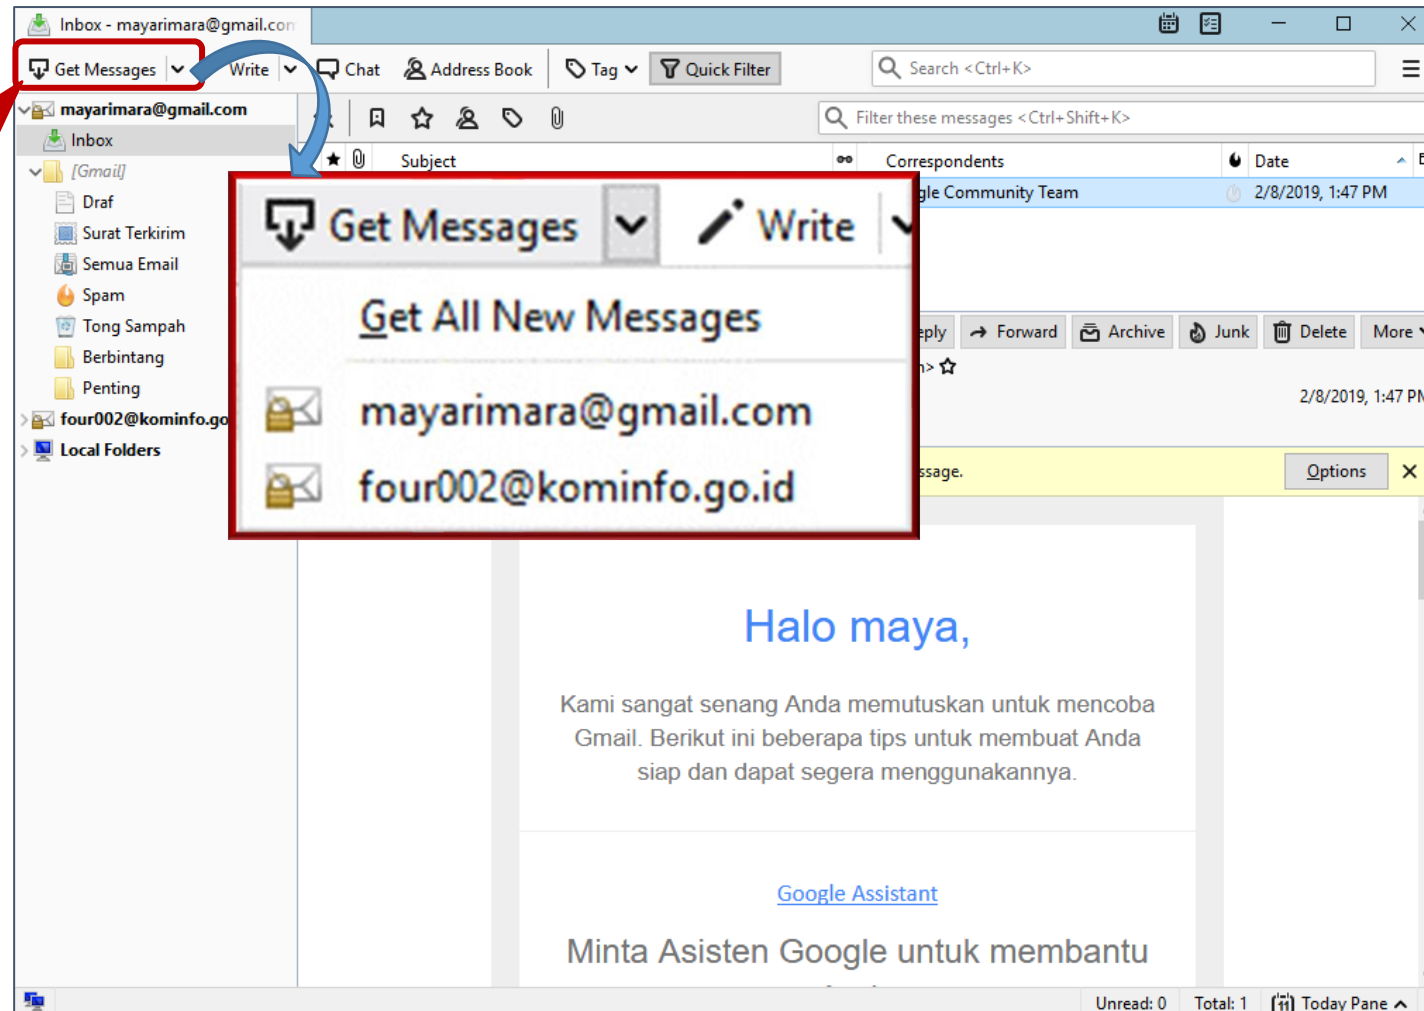 Inbox - mayarimara@gmail.com
Get Messages Write Chat Address Book Tag Quick Filter Search <Ctrl+K>
mayarimara@gmail.com
Filter these messages <Ctrl+Shift+K>
Inbox
Subject Correspondents Date
[Gmail]
Community Team 2/8/2019, 1:47 PM
Draf
Surat Terkirim
Semua Email
Spam
Tong Sampah
Berbintang
Penting
four002@kominfo.go
Local Folders
Get Messages Write
Get All New Messages
mayarimara@gmail.com
four002@kominfo.go.id
Forward Archive Junk Delete More
2/8/2019, 1:47 PM
Options
Halo maya,
Kami sangat senang Anda memutuskan untuk mencoba
Gmail. Berikut ini beberapa tips untuk membuat Anda
siap dan dapat segera menggunakannya.
Google Assistant
Minta Asisten Google untuk membantu
Unread: 0 Total: 1 Today Pane